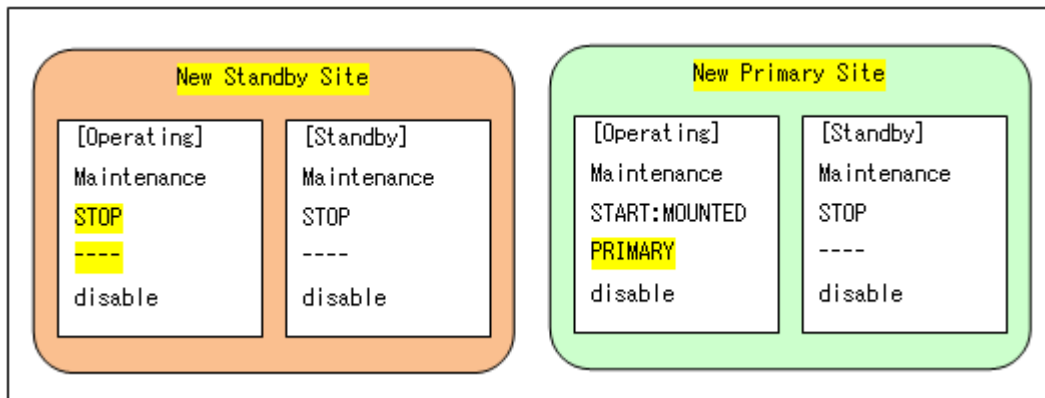 New Standby Site
[Operating]
Maintenance
STOP
----
disable
[Standby]
Maintenance
STOP
----
disable
New Primary Site
[Operating]
Maintenance
START:MOUNTED
PRIMARY
disable
[Standby]
Maintenance
STOP
----
disable